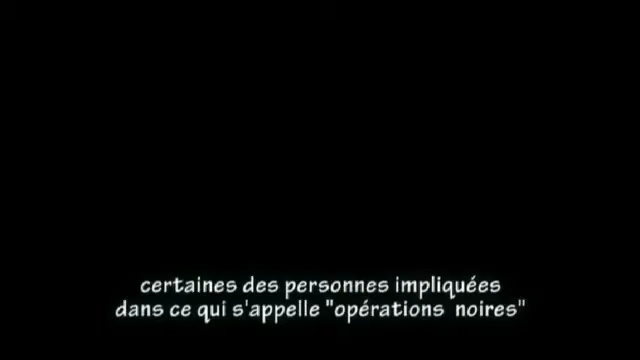 certaines des personnes impliquées
dans ce qui s'appelle "opérations noires"